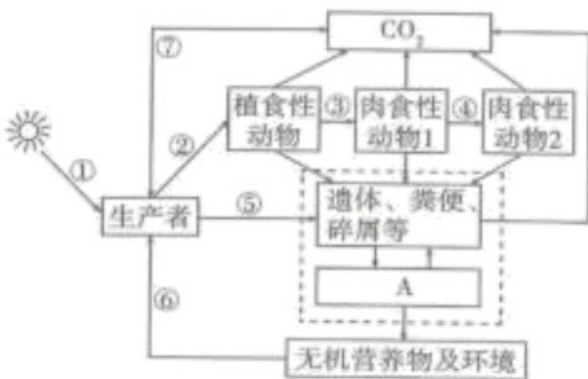 CO₂
⑦
植食性
动物
③
肉食性
动物1
④
肉食性
动物2
②
①
生产者
⑤
遗体、粪便、
碎屑等
A
⑥
无机营养物及环境